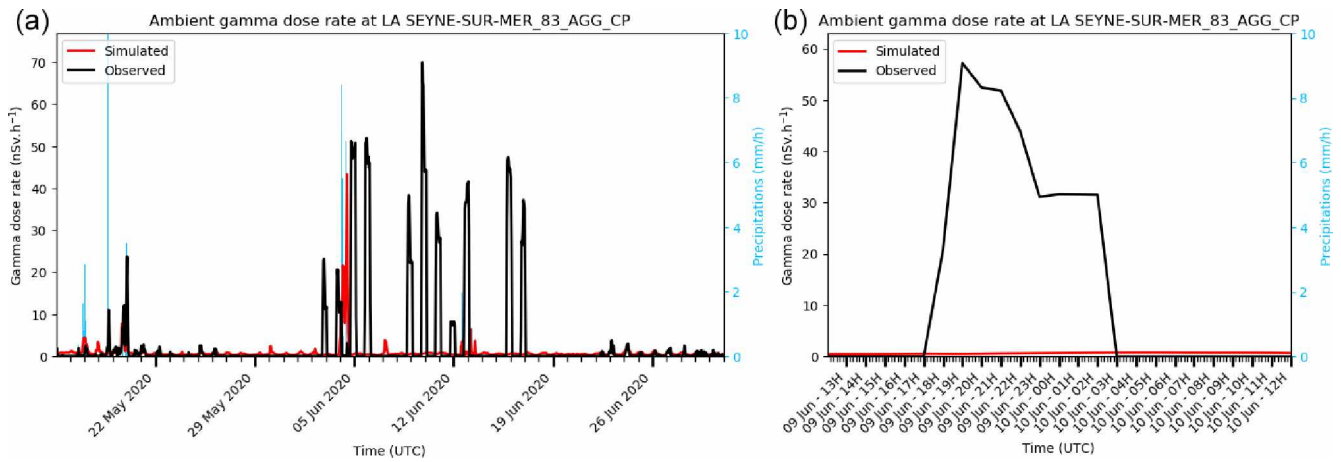 (a)
Ambient gamma dose rate at LA SEYNE-SUR-MER_83_AGG_CP
Simulated
Observed
Gamma dose rate (nSv.h⁻¹)
70
60
50
40
30
20
10
0
Precipitations (mm/h)
10
8
6
4
2
0
22 May 2020
29 May 2020
05 Jun 2020
12 Jun 2020
19 Jun 2020
26 Jun 2020
Time (UTC)
(b)
Ambient gamma dose rate at LA SEYNE-SUR-MER_83_AGG_CP
Simulated
Observed
Gamma dose rate (nSv.h⁻¹)
60
50
40
30
20
10
0
Precipitations (mm/h)
10
8
6
4
2
0
09 Jun - 13H
09 Jun - 14H
09 Jun - 15H
09 Jun - 16H
09 Jun - 17H
09 Jun - 18H
09 Jun - 19H
09 Jun - 20H
09 Jun - 21H
09 Jun - 22H
09 Jun - 23H
10 Jun - 00H
10 Jun - 01H
10 Jun - 02H
10 Jun - 03H
10 Jun - 04H
10 Jun - 05H
10 Jun - 06H
10 Jun - 07H
10 Jun - 08H
10 Jun - 09H
10 Jun - 10H
10 Jun - 11H
10 Jun - 12H
Time (UTC)